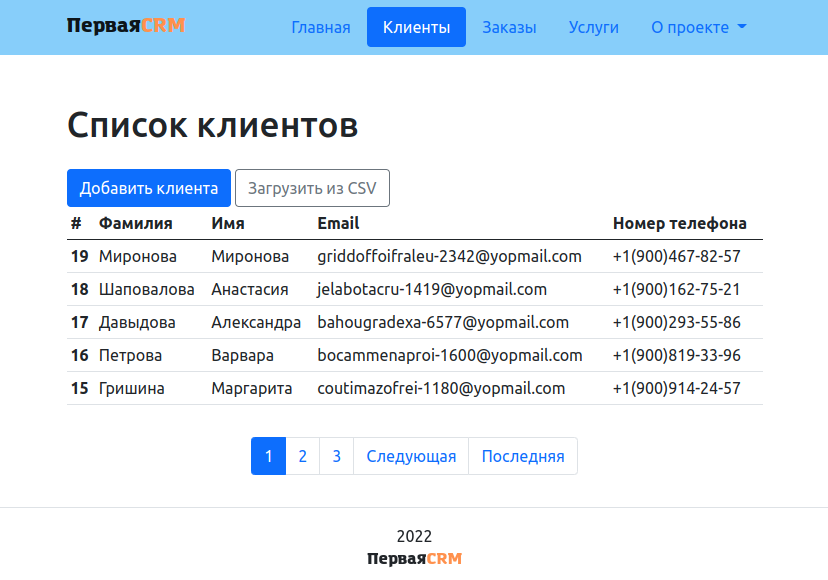 ПерваяCRM Главная Клиенты Заказы Услуги О проекте
Список клиентов
Добавить клиента Загрузить из CSV
# Фамилия Имя Email Номер телефона
19 Миронова Миронова griddoffoifraleu-2342@yopmail.com +1(900)467-82-57
18 Шаповалова Анастасия jelabotacru-1419@yopmail.com +1(900)162-75-21
17 Давыдова Александра bahougradexa-6577@yopmail.com +1(900)293-55-86
16 Петрова Варвара bocammenaproi-1600@yopmail.com +1(900)819-33-96
15 Гришина Маргарита coutimazofrei-1180@yopmail.com +1(900)914-24-57
1 2 3 Следующая Последняя
2022
ПерваяCRM